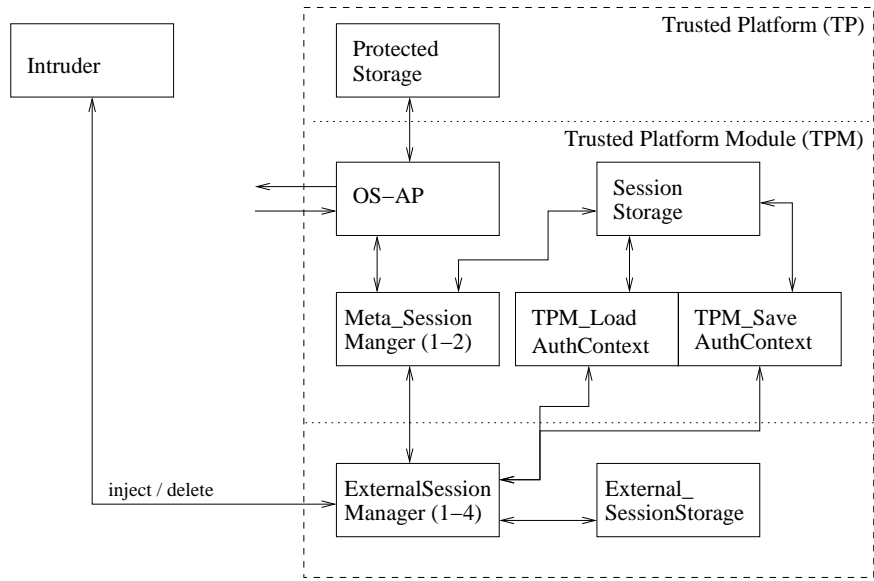 Trusted Platform (TP)
Intruder
Protected
Storage
Trusted Platform Module (TPM)
OS−AP
Session
Storage
Meta_Session
Manger (1−2)
TPM_Load
AuthContext
TPM_Save
AuthContext
inject / delete
ExternalSession
Manager (1−4)
External_
SessionStorage